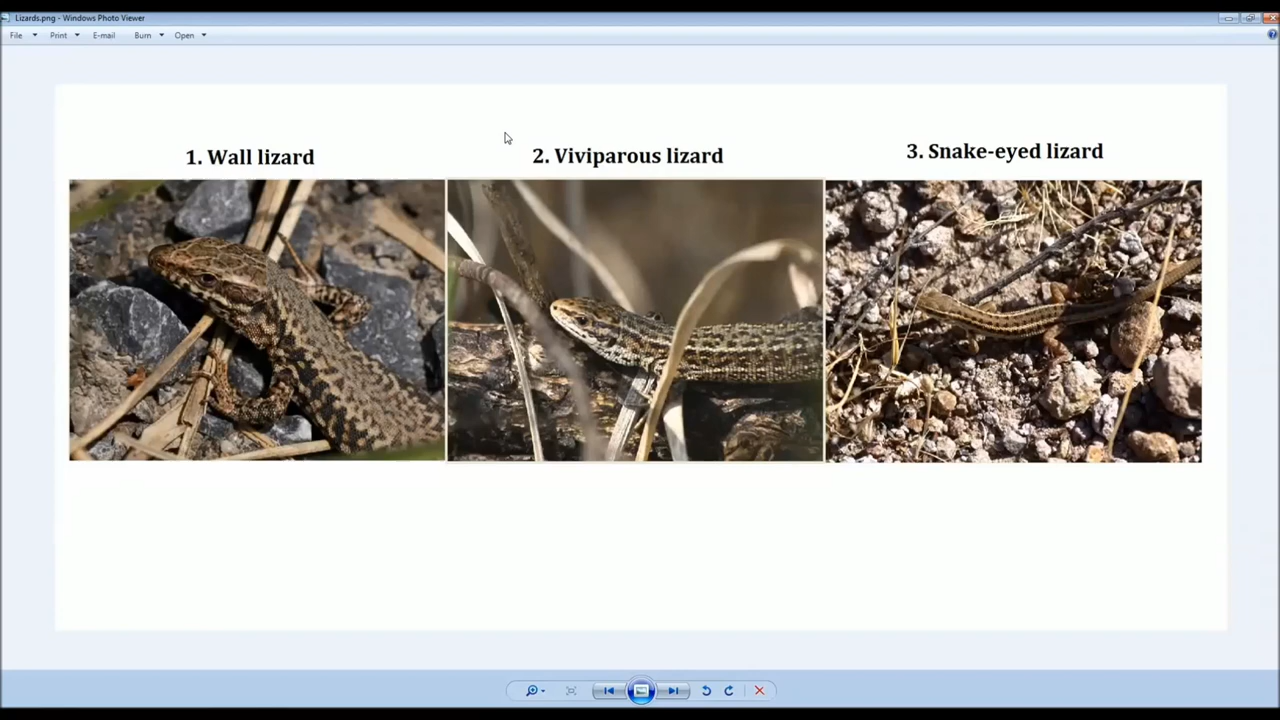 Lizards.png - Windows Photo Viewer
File Print E-mail Burn Open
1. Wall lizard
2. Viviparous lizard
3. Snake-eyed lizard